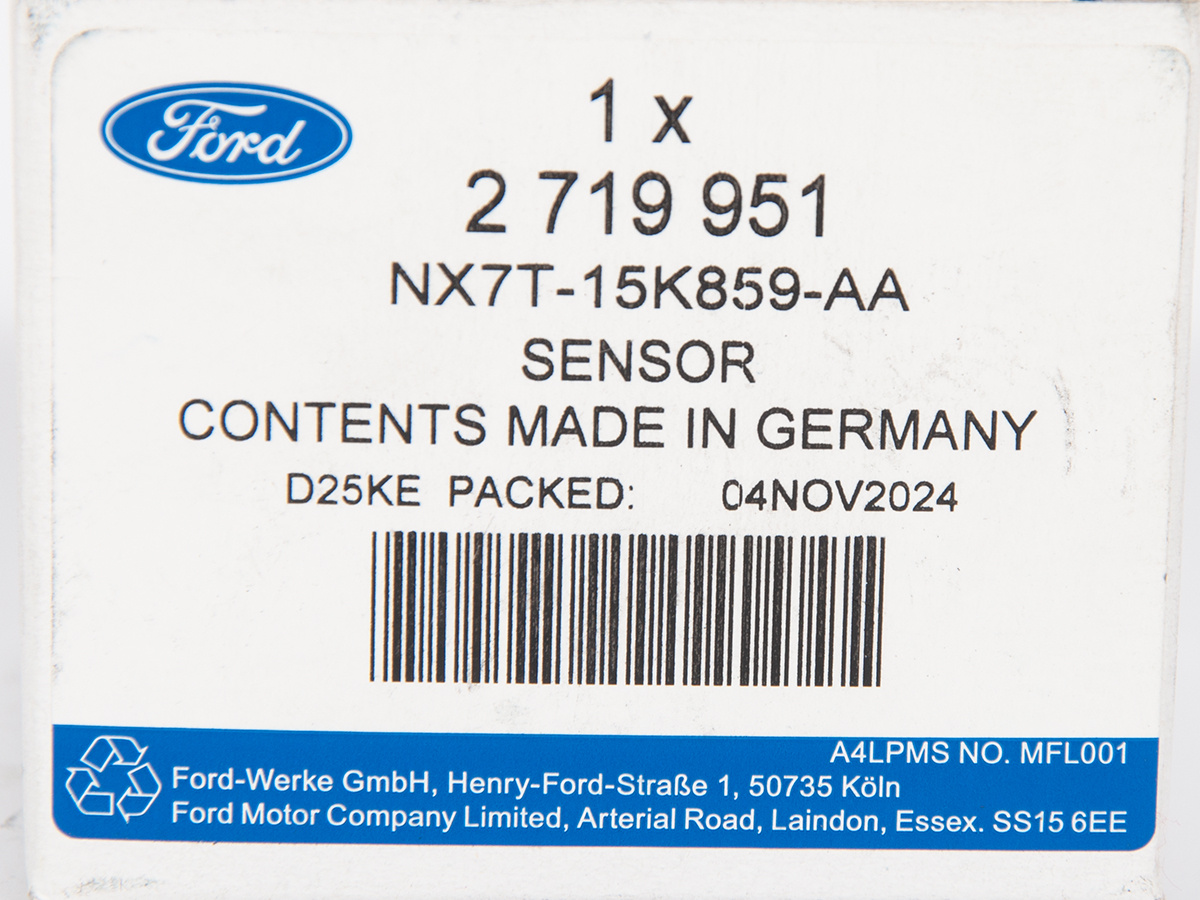 Ford
1 x
2 719 951
NX7T-15K859-AA
SENSOR
CONTENTS MADE IN GERMANY
D25KE PACKED: 04NOV2024
A4LPMS NO. MFL001
Ford-Werke GmbH, Henry-Ford-Straße 1, 50735 Köln
Ford Motor Company Limited, Arterial Road, Laindon, Essex. SS15 6EE